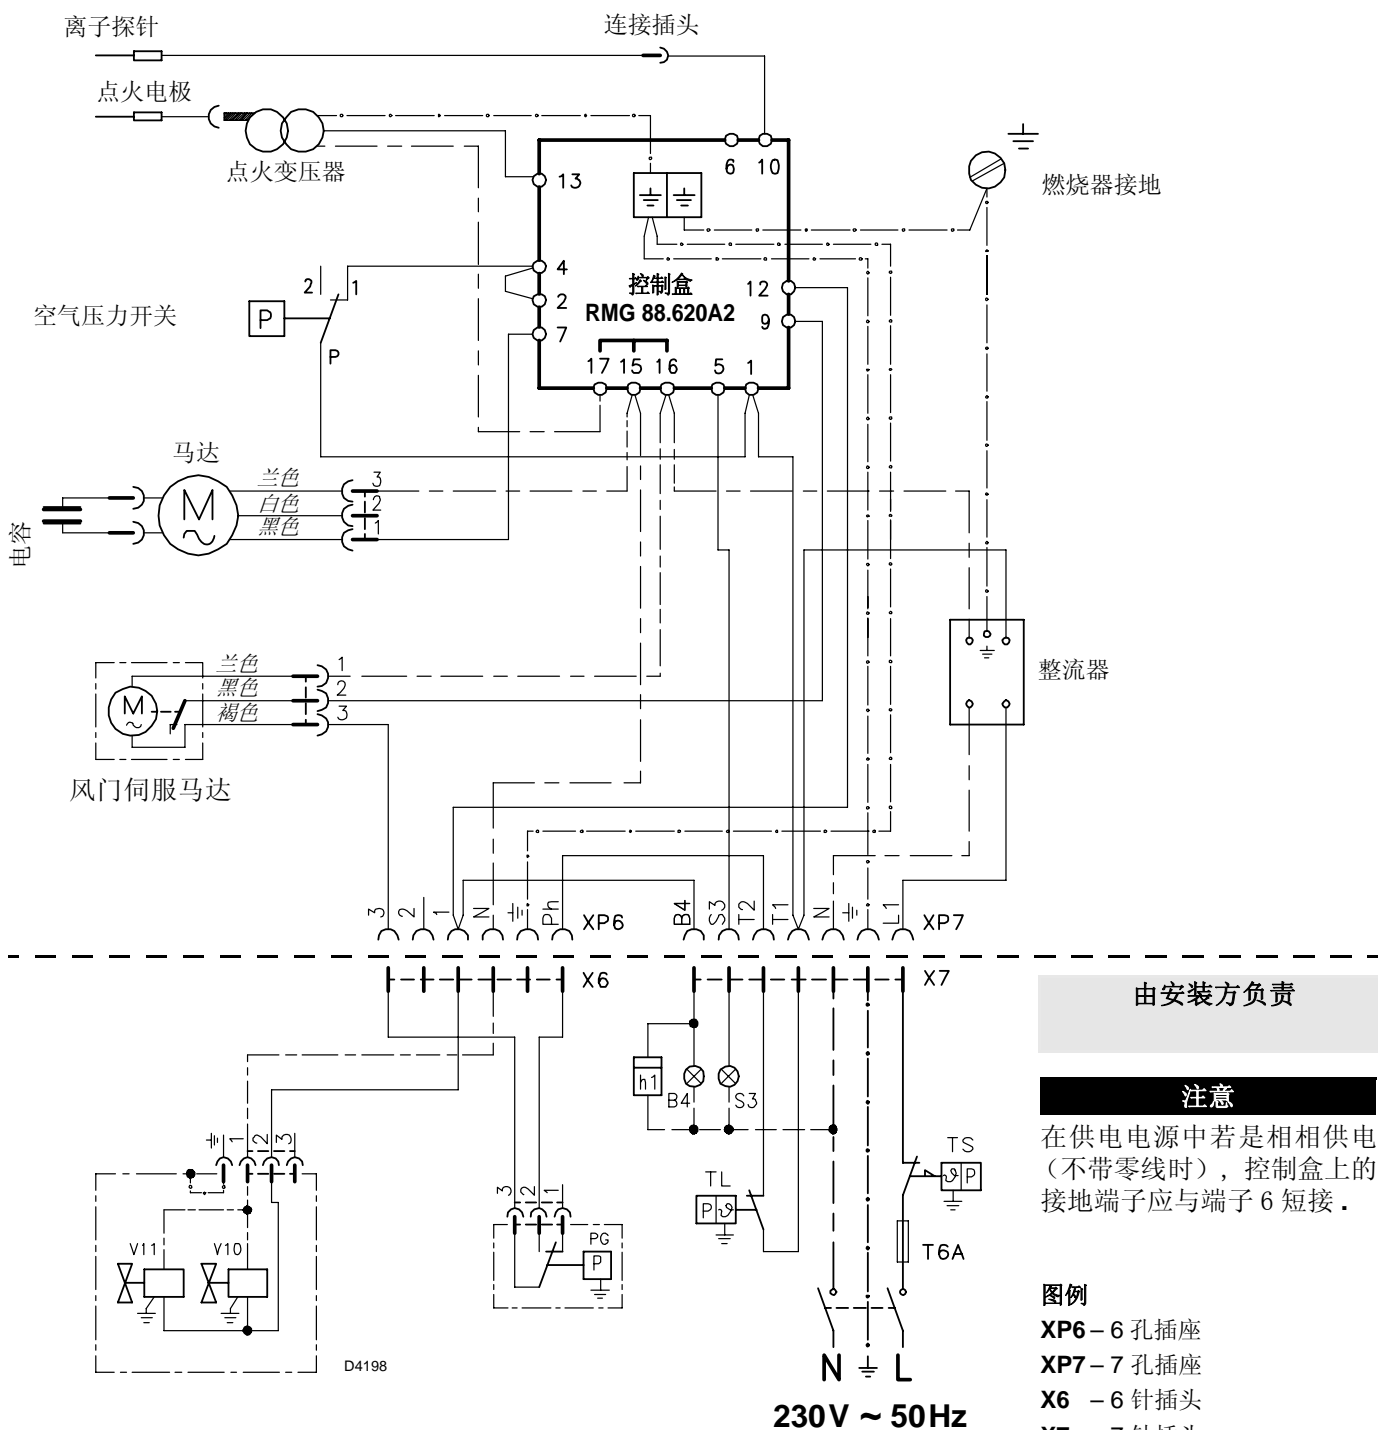 离子探针
连接插头
点火电极
点火变压器
6 10
13
燃烧器接地
控制盒
RMG 88.620A2
4
2
7
12
9
17 15 16 5 1
2 1
空气压力开关
P
P
马达
M
兰色 3
白色 2
黑色 1
电容
整流器
兰色 1
黑色 2
褐色 3
M
风门伺服马达
3 2 1 N Ph XP6
B4 S3 T2 T1 N L1 XP7
X6
X7
由安装方负责
注意
在供电电源中若是相相供电
（不带零线时），控制盒上的
接地端子应与端子 6 短接．
h1
B4 S3
TS
P
TL
P
T6A
1 2 3
3 2 1
V11 V10
PG
P
D4198
N L
230V ~ 50Hz
图例
XP6 – 6 孔插座
XP7 – 7 孔插座
X6 – 6 针插头